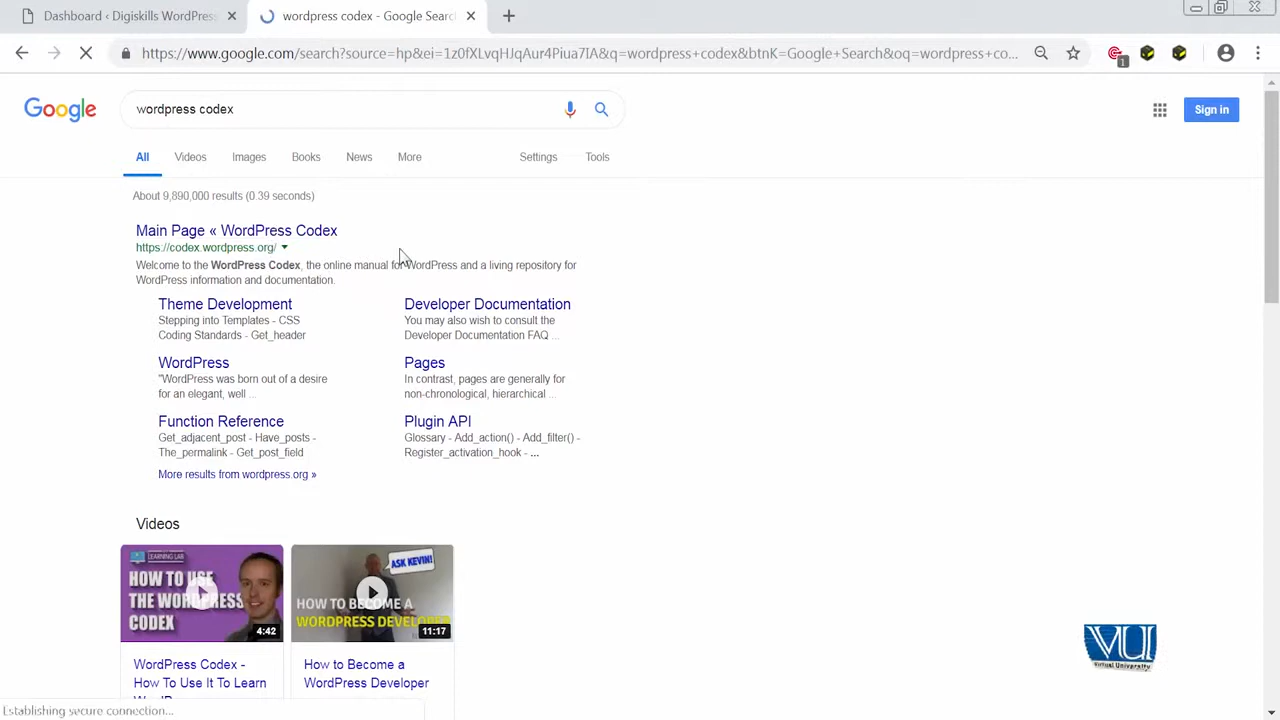 Dashboard ‹ Digiskills WordPress
wordpress codex - Google Search
https://www.google.com/search?source=hp&ei=1z0fXLvqHJqAur4Piua7IA&q=wordpress+codex&btnK=Google+Search&oq=wordpress+co...
1
Google
wordpress codex
Sign in
All
Videos
Images
Books
News
More
Settings
Tools
About 9,890,000 results (0.39 seconds)
Main Page « WordPress Codex
https://codex.wordpress.org/
Welcome to the WordPress Codex, the online manual for WordPress and a living repository for
WordPress information and documentation.
Theme Development
Stepping into Templates - CSS
Coding Standards - Get_header
Developer Documentation
You may also wish to consult the
Developer Documentation FAQ ...
WordPress
"WordPress was born out of a desire
for an elegant, well ...
Pages
In contrast, pages are generally for
non-chronological, hierarchical ...
Function Reference
Get_adjacent_post - Have_posts -
The_permalink - Get_post_field
Plugin API
Glossary - Add_action() - Add_filter() -
Register_activation_hook - ...
More results from wordpress.org »
Videos
LEARNING LAB
HOW TO USE
THE WORDPRESS
CODEX
4:42
ASK KEVIN!
HOW TO BECOME A
WORDPRESS DEVELOPER
11:17
WordPress Codex -
How To Use It To Learn
How to Become a
WordPress Developer
VU
Virtual University
Establishing secure connection...